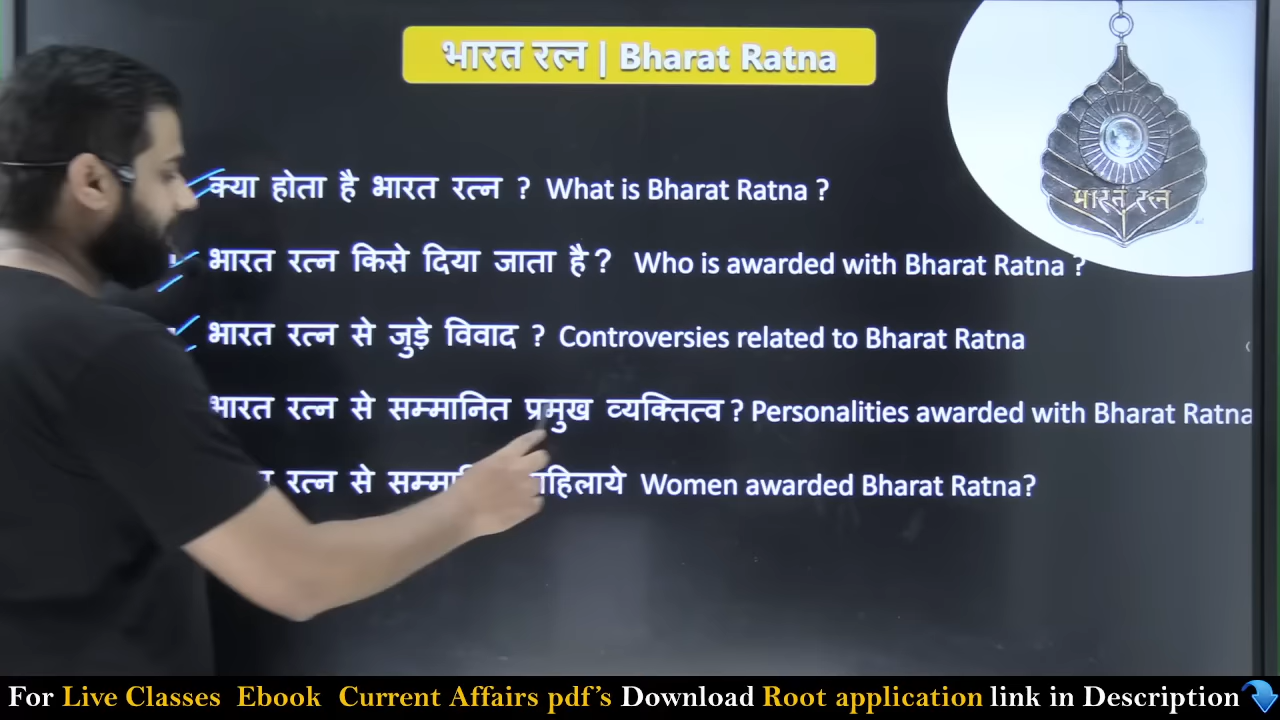 भारत रत्न | Bharat Ratna
भारत रत्न
क्या होता है भारत रत्न ? What is Bharat Ratna ?
भारत रत्न किसे दिया जाता है? Who is awarded with Bharat Ratna ?
भारत रत्न से जुड़े विवाद ? Controversies related to Bharat Ratna
भारत रत्न से सम्मानित प्रमुख व्यक्तित्व ? Personalities awarded with Bharat Ratna
रत्न से Women awarded Bharat Ratna?
For Live Classes Ebook Current Affairs pdf's Download Root application link in Description